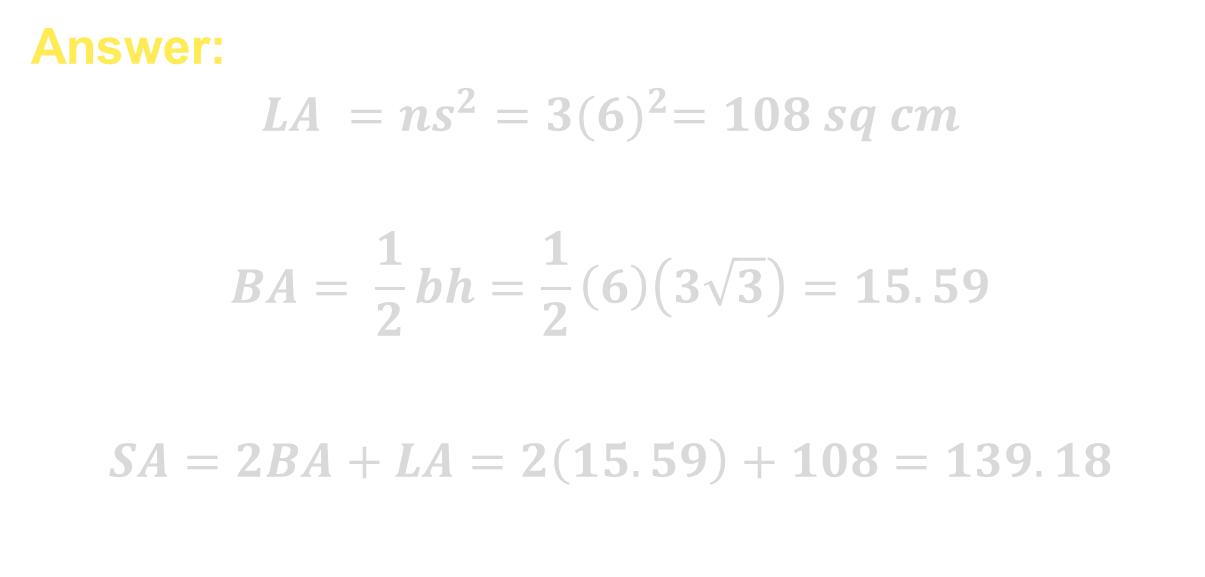 Answer:
LA = ns² = 3(6)²= 108 sq cm
BA = 1/2 bh = 1/2 (6)(3√3) = 15.59
SA = 2BA + LA = 2(15.59) + 108 = 139.18